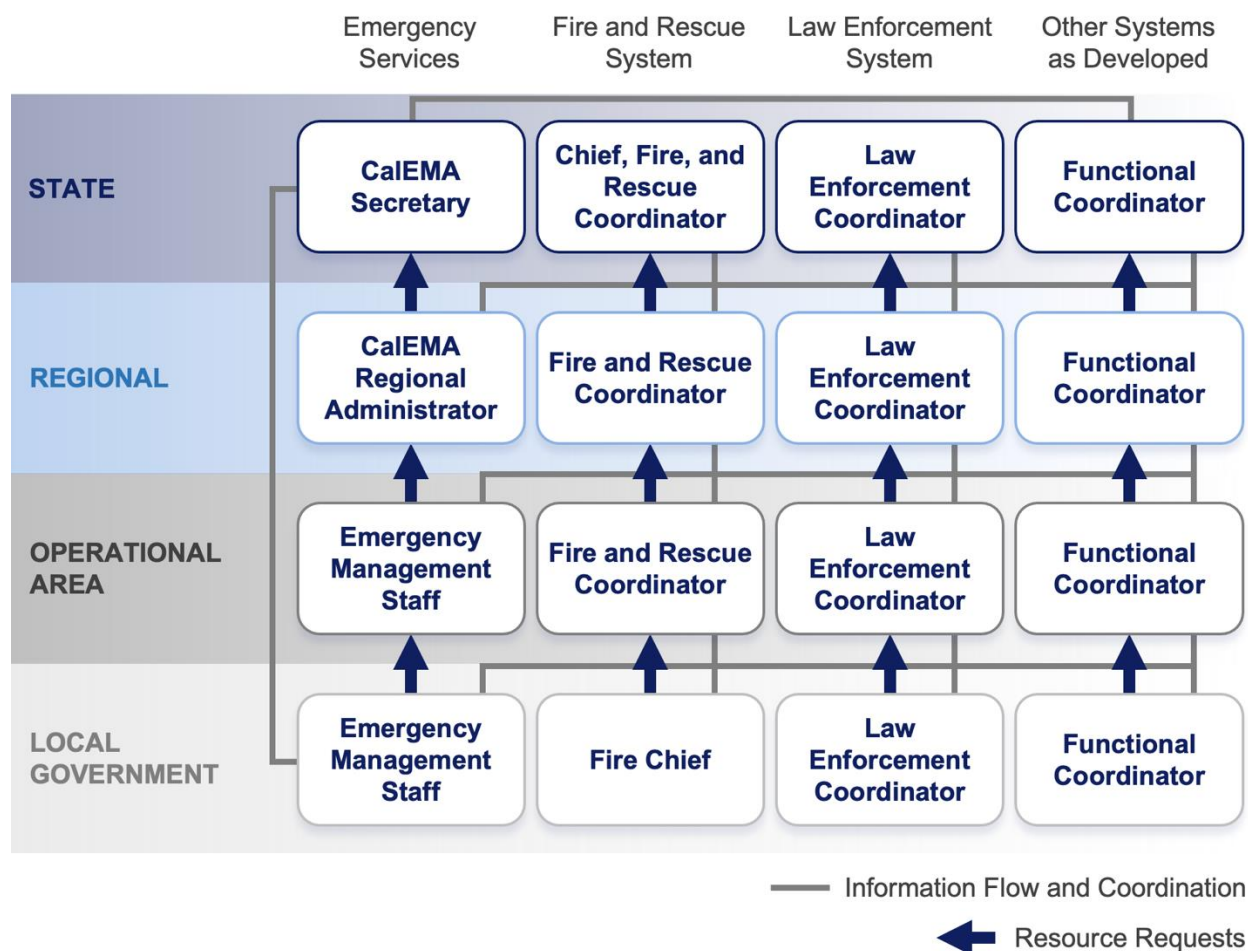 Emergency
Services
Fire and Rescue
System
Law Enforcement
System
Other Systems
as Developed
STATE
CalEMA
Secretary
Chief, Fire, and
Rescue
Coordinator
Law
Enforcement
Coordinator
Functional
Coordinator
REGIONAL
CalEMA
Regional
Administrator
Fire and Rescue
Coordinator
Law
Enforcement
Coordinator
Functional
Coordinator
OPERATIONAL
AREA
Emergency
Management
Staff
Fire and Rescue
Coordinator
Law
Enforcement
Coordinator
Functional
Coordinator
LOCAL
GOVERNMENT
Emergency
Management
Staff
Fire Chief
Law
Enforcement
Coordinator
Functional
Coordinator
Information Flow and Coordination
Resource Requests